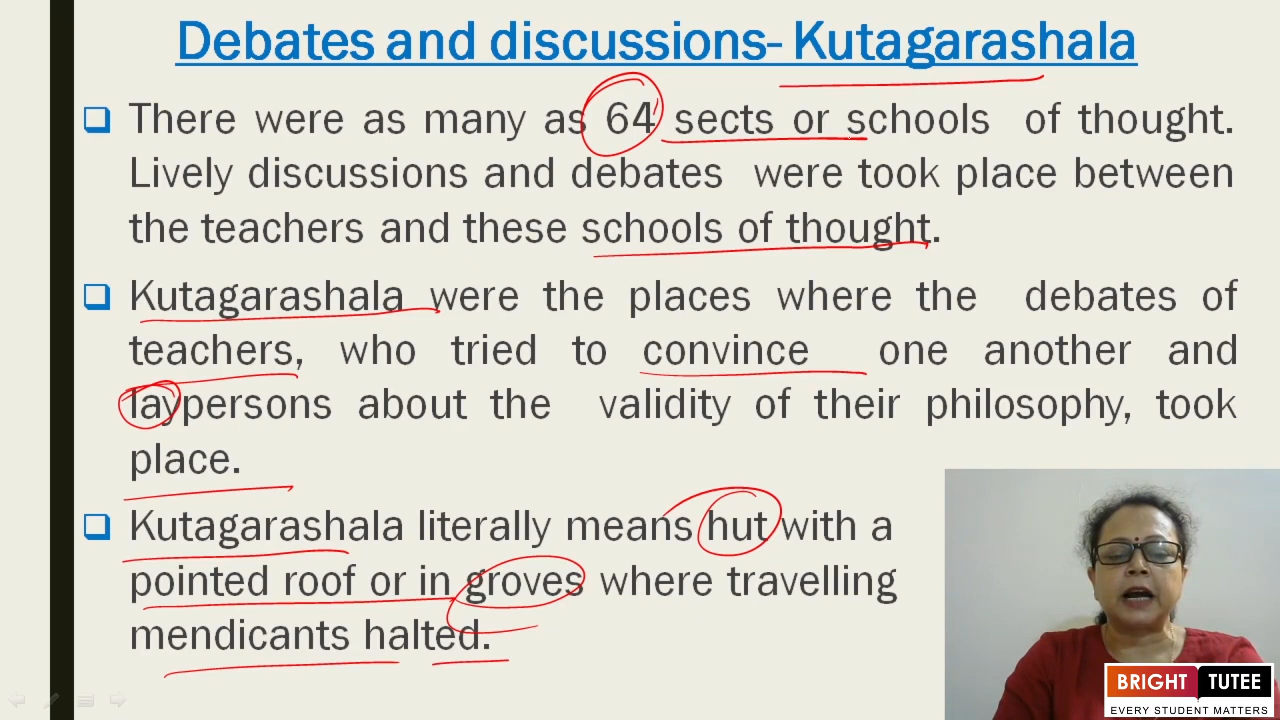 Debates and discussions- Kutagarashala
There were as many as 64 sects or schools of thought.
Lively discussions and debates were took place between
the teachers and these schools of thought.
Kutagarashala were the places where the debates of
teachers, who tried to convince one another and
laypersons about the validity of their philosophy, took
place.
Kutagarashala literally means hut with a
pointed roof or in groves where travelling
mendicants halted.
BRIGHT TUTEE
EVERY STUDENT MATTERS